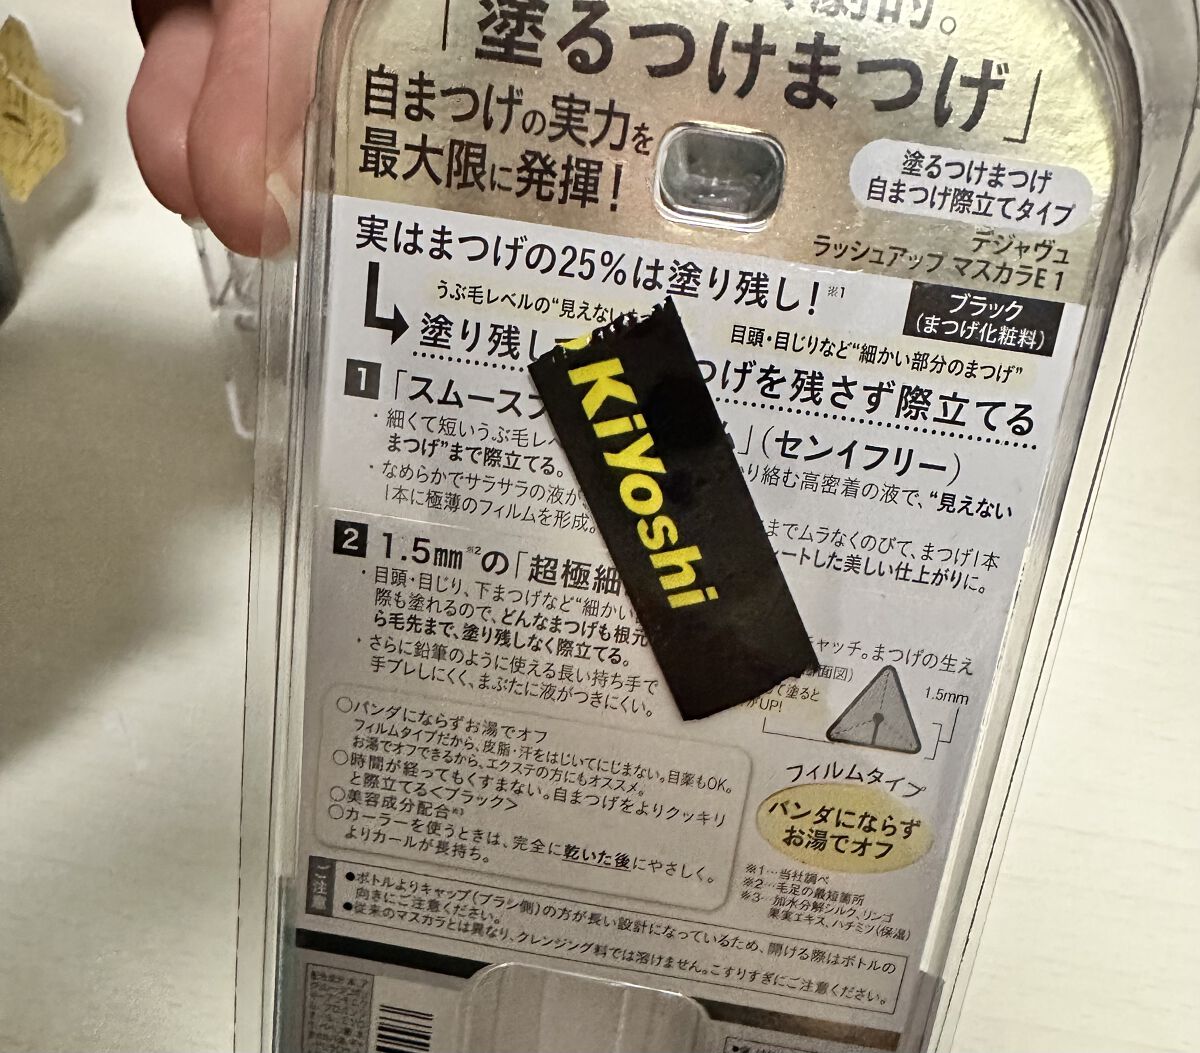 劇的。
「塗るつけまつげ」
自まつげの実力を
最大限に発揮!
塗るつけまつげ
自まつげ際立てタイプ
デジャヴュ
ラッシュアップ マスカラE 1
ブラック
(まつげ化粧料)
実はまつげの25%は塗り残し!※1
うぶ毛レベルの“見えない
目頭・目じりなど“細かい部分のまつげ”
塗り残し
つげを残さず際立てる
Kiyoshi
1 「スムース
」(センイフリー)
・細くて短いうぶ毛レベ
り絡む高密着の液で、“見えない
まつげ”まで際立てる。
・なめらかでサラサラの液が、
までムラなくのびて、まつげ1本
1本に極薄のフィルムを形成。
ートした美しい仕上がりに。
2 1.5mm※2の「超極細
・目頭・目じり、下まつげなど“細かい
ャッチ。まつげの生え
際も塗れるので、どんなまつげも根元
ら毛先まで、塗り残しなく際立てる。
・さらに鉛筆のように使える長い持ち手で
手ブレしにくく、まぶたに液がつきにくい。
面図)
て塗ると
UP!
1.5mm
○パンダにならずお湯でオフ
フィルムタイプだから、皮脂・汗をはじいてにじまない。目薬もOK。
お湯でオフできるから、エクステの方にもオススメ。
○時間が経ってもくすまない。自まつげをよりクッキリ
と際立てる<ブラック>
○美容成分配合※3
○カーラーを使うときは、完全に乾いた後にやさしく。
よりカールが長持ち。
フィルムタイプ
パンダにならず
お湯でオフ
※1…当社調べ
※2…毛足の最短箇所
※3…加水分解シルク、リンゴ
果実エキス、ハチミツ(保湿)
ご注意
●ボトルよりキャップ(ブラシ側)の方が長い設計になっているため、開ける際はボトルの
向きにご注意ください。
●従来のマスカラとは異なり、クレンジング料では溶けません。こすりすぎにご注意ください。